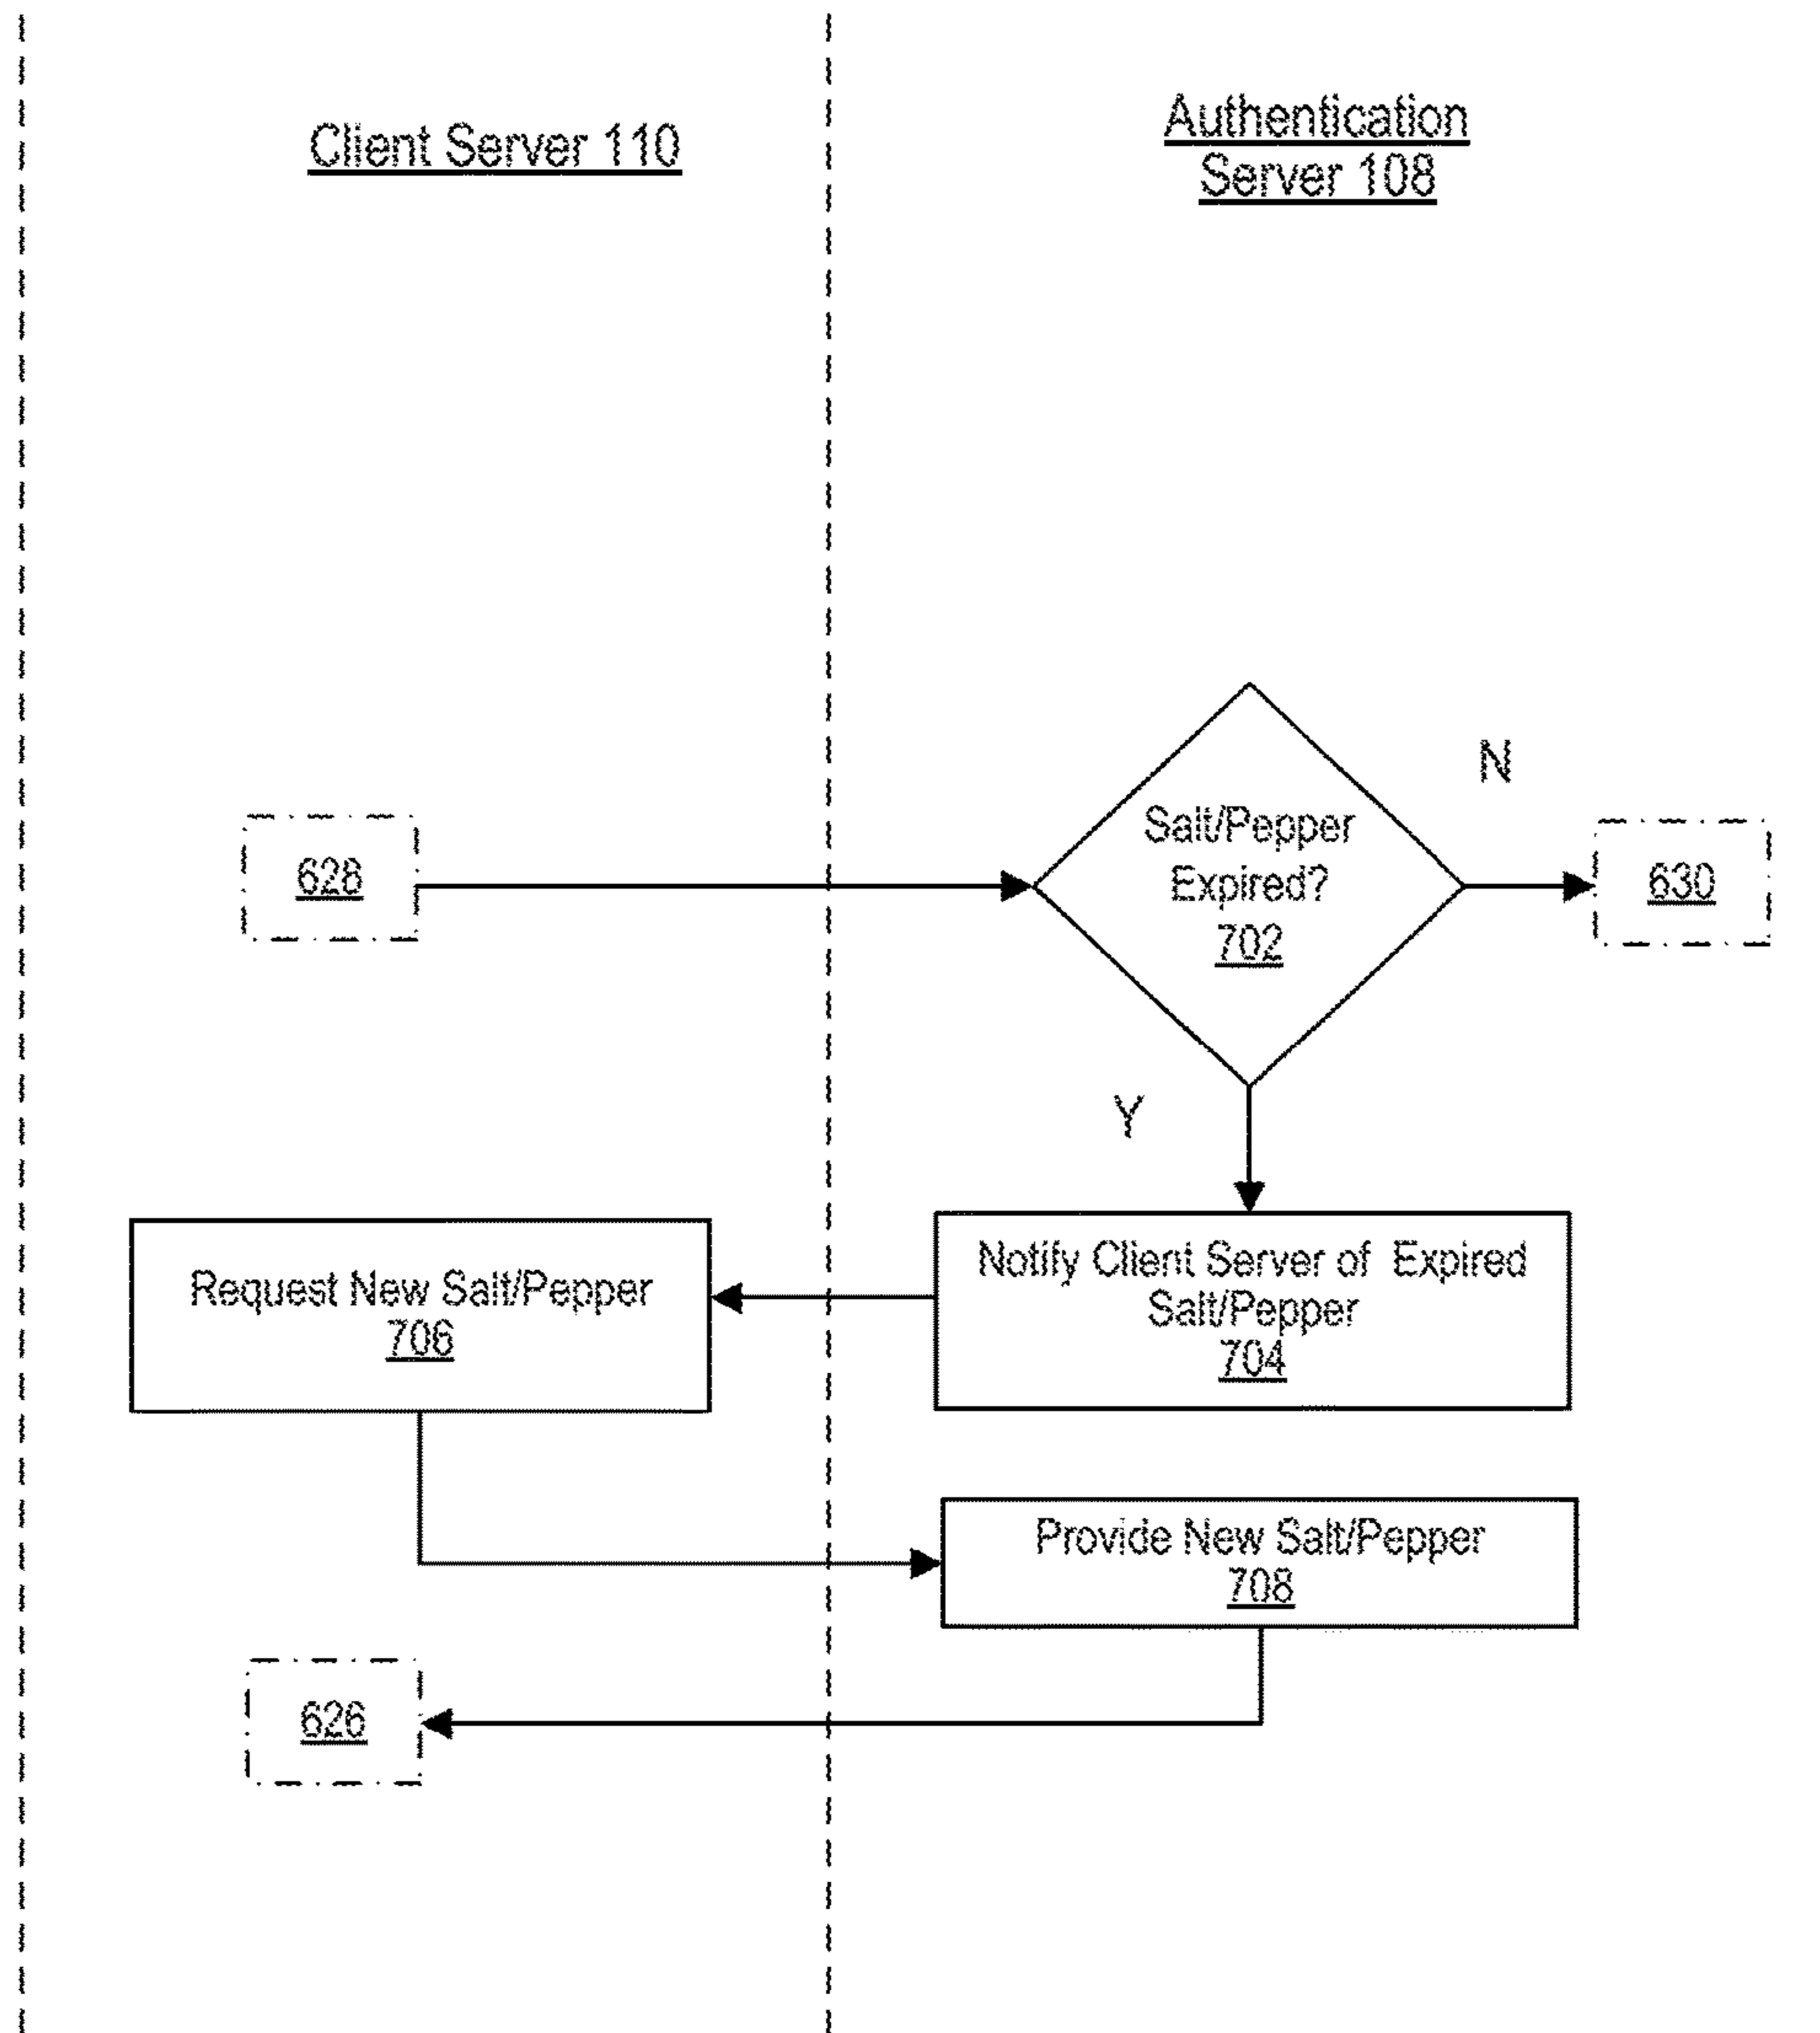 Client Server 110
Authentication
Server 108
N
Salt/Pepper
Expired?
702
628
630
Y
Notify Client Server of Expired
Salt/Pepper
704
Request New Salt/Pepper
706
Provide New Salt/Pepper
708
626